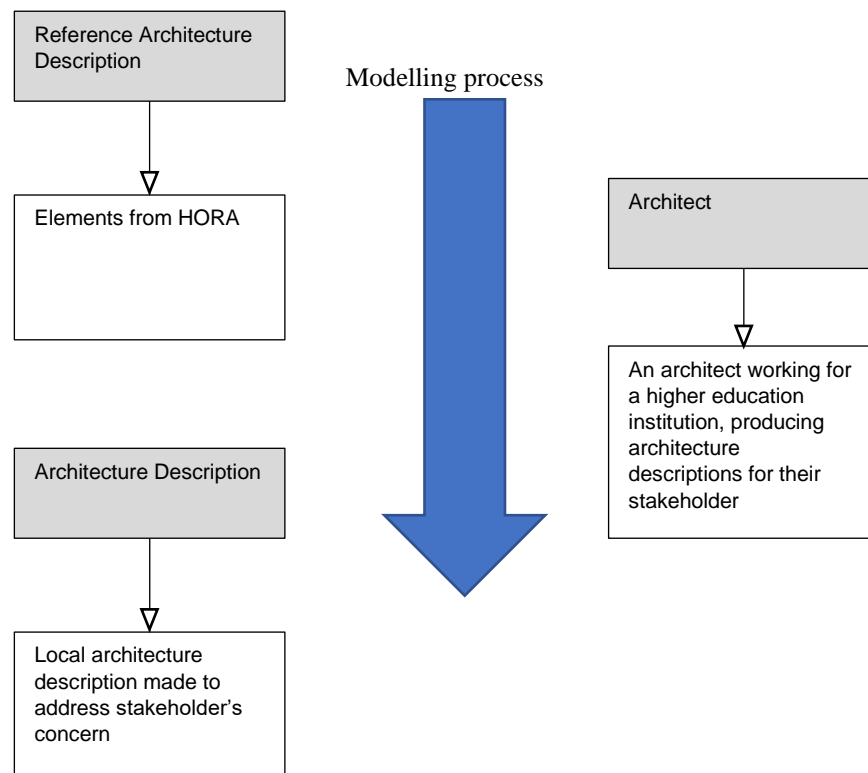 Reference Architecture
Description
Modelling process
Elements from HORA
Architect
An architect working for
a higher education
institution, producing
architecture
descriptions for their
stakeholder
Architecture Description
Local architecture
description made to
address stakeholder's
concern